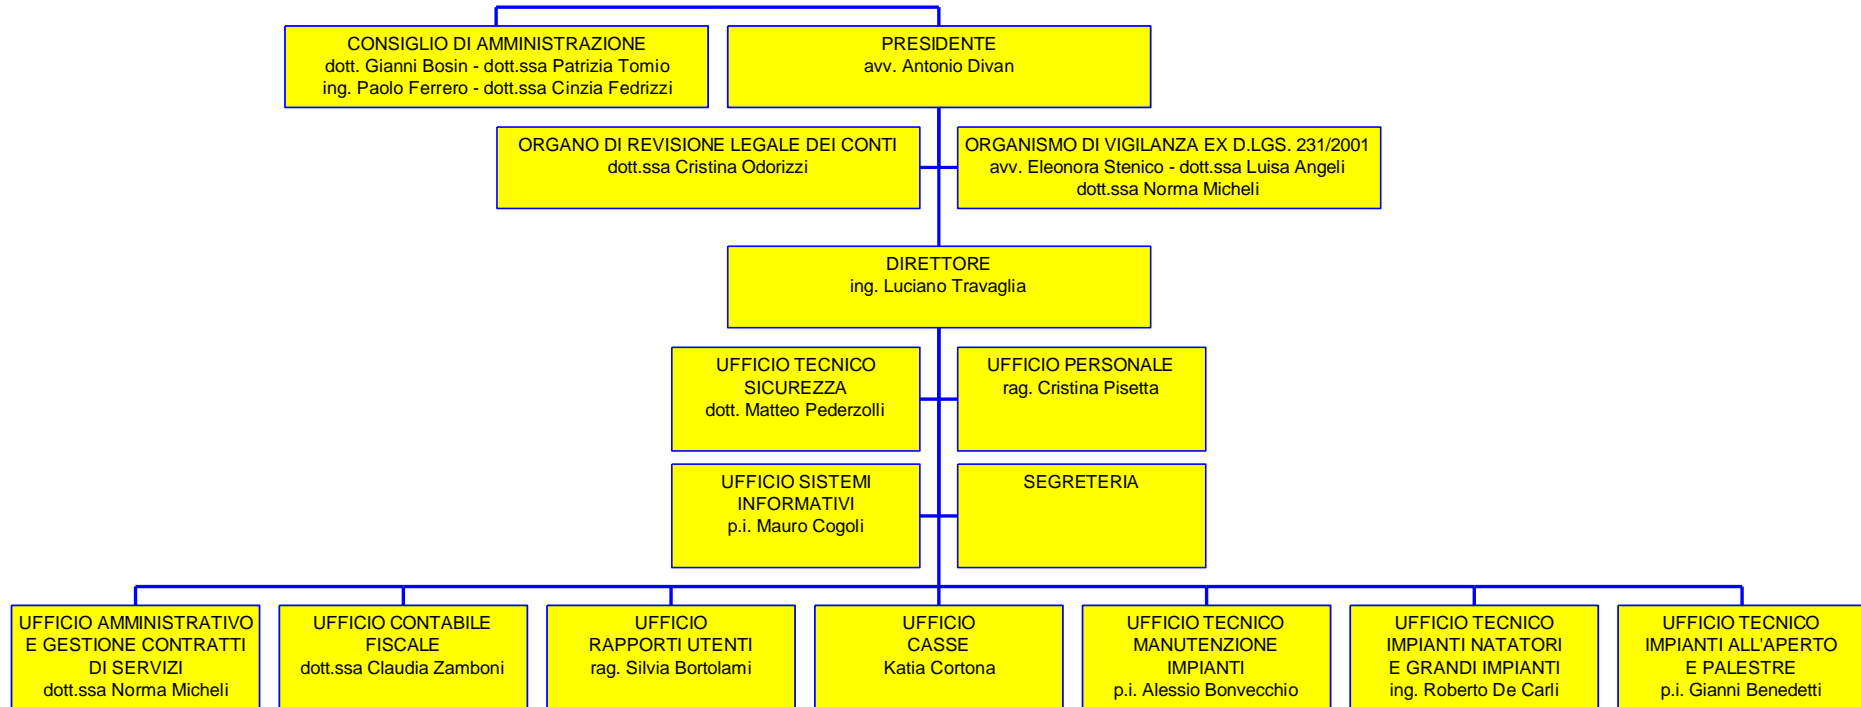 CONSIGLIO DI AMMINISTRAZIONE
dott. Gianni Bosin - dott.ssa Patrizia Tomio
ing. Paolo Ferrero - dott.ssa Cinzia Fedrizzi
PRESIDENTE
avv. Antonio Divan
ORGANO DI REVISIONE LEGALE DEI CONTI
dott.ssa Cristina Odorizzi
ORGANISMO DI VIGILANZA EX D.LGS. 231/2001
avv. Eleonora Stenico - dott.ssa Luisa Angeli
dott.ssa Norma Micheli
DIRETTORE
ing. Luciano Travaglia
UFFICIO TECNICO
SICUREZZA
dott. Matteo Pederzolli
UFFICIO PERSONALE
rag. Cristina Pisetta
UFFICIO SISTEMI
INFORMATIVI
p.i. Mauro Cogoli
SEGRETERIA
UFFICIO AMMINISTRATIVO
E GESTIONE CONTRATTI
DI SERVIZI
dott.ssa Norma Micheli
UFFICIO CONTABILE
FISCALE
dott.ssa Claudia Zamboni
UFFICIO
RAPPORTI UTENTI
rag. Silvia Bortolami
UFFICIO
CASSE
Katia Cortona
UFFICIO TECNICO
MANUTENZIONE
IMPIANTI
p.i. Alessio Bonvecchio
UFFICIO TECNICO
IMPIANTI NATATORI
E GRANDI IMPIANTI
ing. Roberto De Carli
UFFICIO TECNICO
IMPIANTI ALL'APERTO
E PALESTRE
p.i. Gianni Benedetti